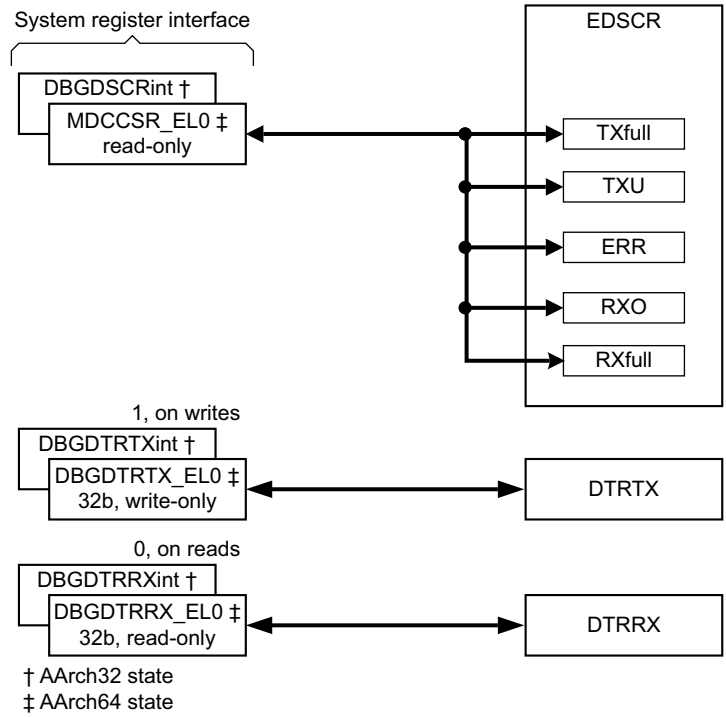 System register interface
EDSCR
DBGDSCRint †
MDCCSR_EL0 ‡
read-only
TXfull
TXU
ERR
RXO
RXfull
1, on writes
DBGDTRTXint †
DBGDTRTX_EL0 ‡
32b, write-only
DTRTX
0, on reads
DBGDTRRXint †
DBGDTRRX_EL0 ‡
32b, read-only
DTRRX
† AArch32 state
‡ AArch64 state